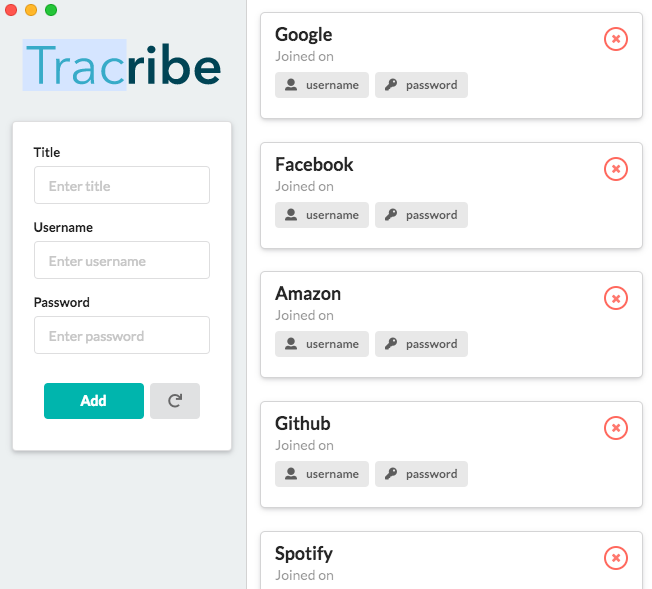 Tracribe
Title
Enter title
Username
Enter username
Password
Enter password
Add
Google
Joined on
username password
Facebook
Joined on
username password
Amazon
Joined on
username password
Github
Joined on
username password
Spotify
Joined on